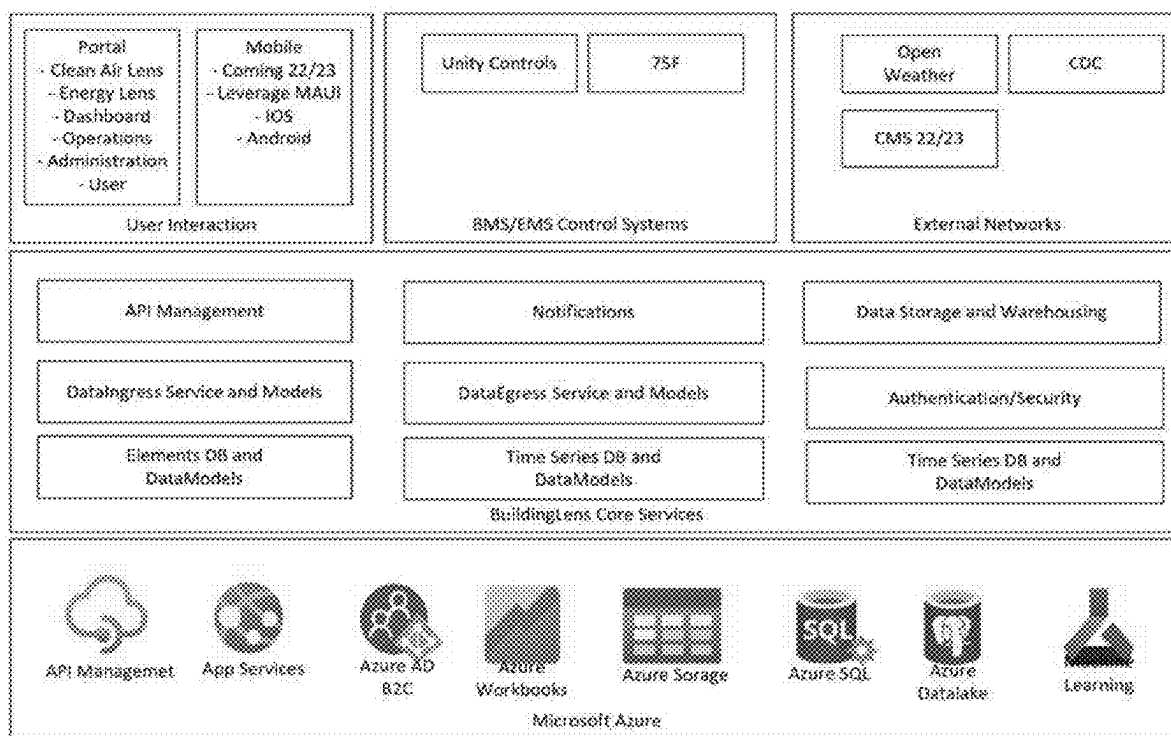 Portal
- Clean Air Lens
- Energy Lens
- Dashboard
- Operations
- Administration
- User
Mobile
- Coming 22/23
- Leverage MAUI
- IOS
- Android
User Interaction
Unity Controls
75F
BMS/EMS Control Systems
Open
Weather
CDC
CMS 22/23
External Networks
API Management
Notifications
Data Storage and Warehousing
DataIngress Service and Models
DataEgress Service and Models
Authentication/Security
Elements DB and
DataModels
Time Series DB and
DataModels
Time Series DB and
DataModels
BuildingLens Core Services
API Managemet
App Services
Azure AD
B2C
Azure
Workbooks
Azure Sorage
SQL
Azure SQL
Azure
Datalake
Learning
Microsoft Azure